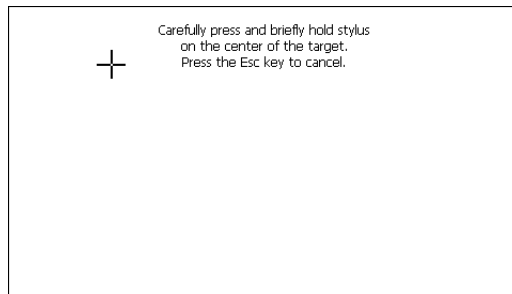 Carefully press and briefly hold stylus
on the center of the target.
Press the Esc key to cancel.